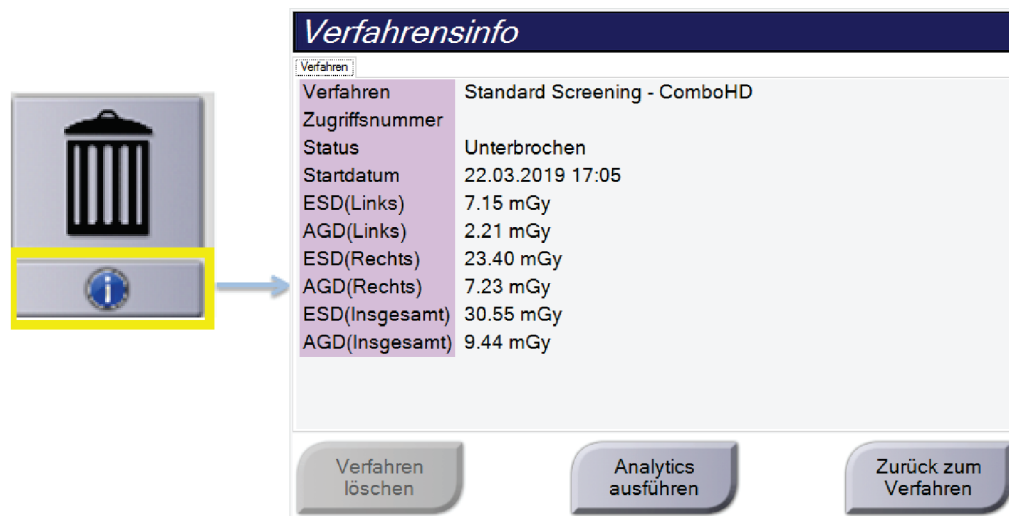 Verfahrensinfo
Verfahren
Verfahren Standard Screening - ComboHD
Zugriffsnummer
Status Unterbrochen
Startdatum 22.03.2019 17:05
ESD(Links) 7.15 mGy
AGD(Links) 2.21 mGy
ESD(Rechts) 23.40 mGy
AGD(Rechts) 7.23 mGy
ESD(Insgesamt) 30.55 mGy
AGD(Insgesamt) 9.44 mGy
Verfahren
löschen
Analytics
ausführen
Zurück zum
Verfahren